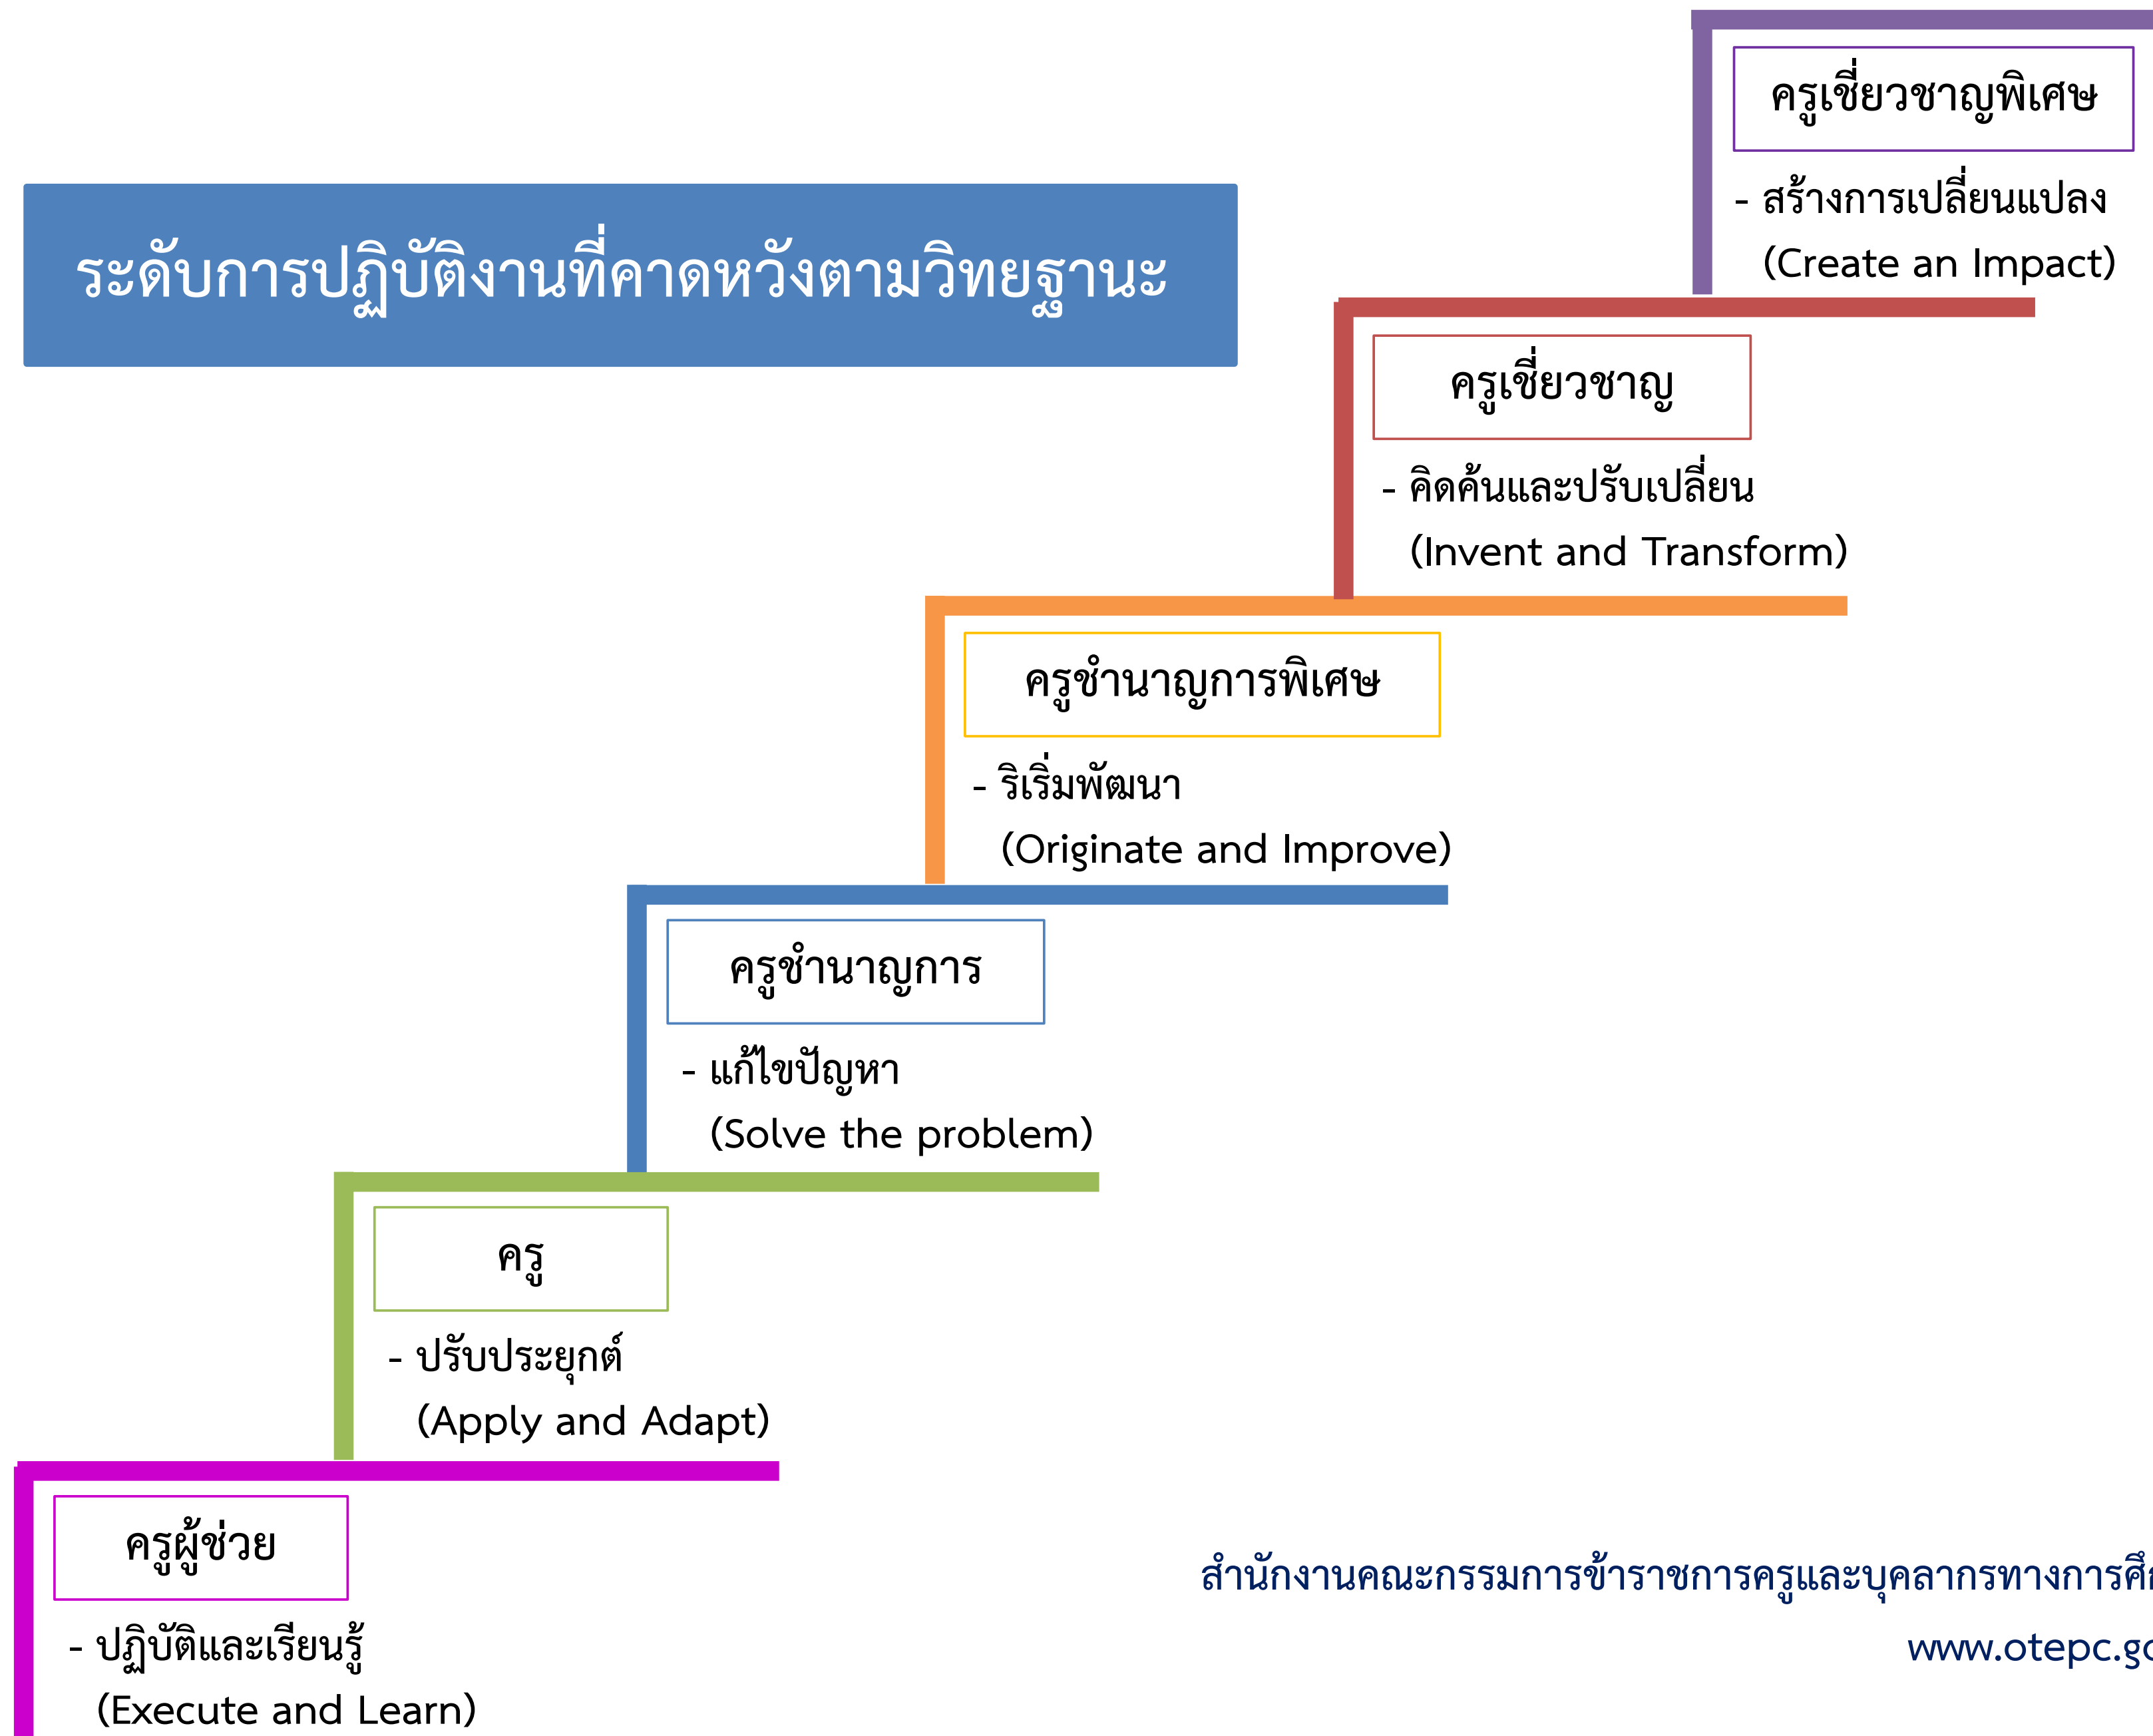 ครูเชี่ยวชาญพิเศษ
- สร้างการเปลี่ยนแปลง
(Create an Impact)
ระดับการปฏิบัติงานที่คาดหวังตามวิทยฐานะ
ครูเชี่ยวชาญ
- คิดค้นและปรับเปลี่ยน
(Invent and Transform)
ครูชำนาญการพิเศษ
- ริเริ่มพัฒนา
(Originate and Improve)
ครูชำนาญการ
- แก้ไขปัญหา
(Solve the problem)
ครู
- ปรับประยุกต์
(Apply and Adapt)
ครูผู้ช่วย
- ปฏิบัติและเรียนรู้
(Execute and Learn)
สำนักงานคณะกรรมการข้าราชการครูและบุคลากรทางการ
www.otepc.go